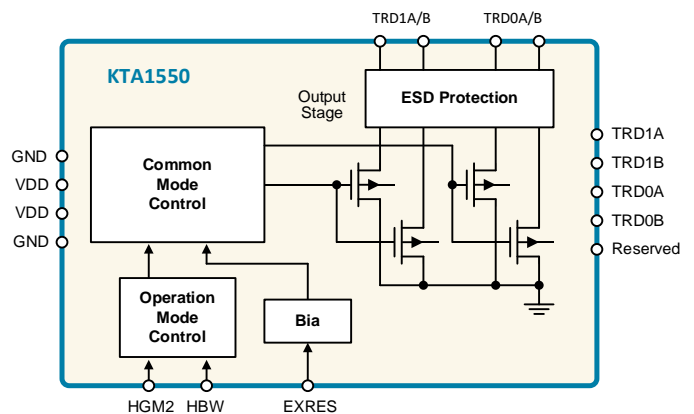 TRD1A/B TRD0A/B
KTA1550
ESD Protection
Output
Stage
Common
Mode
Control
GND
VDD
VDD
GND
TRD1A
TRD1B
TRD0A
TRD0B
Reserved
Operation
Mode
Control
Bia
HGM2 HBW EXRES